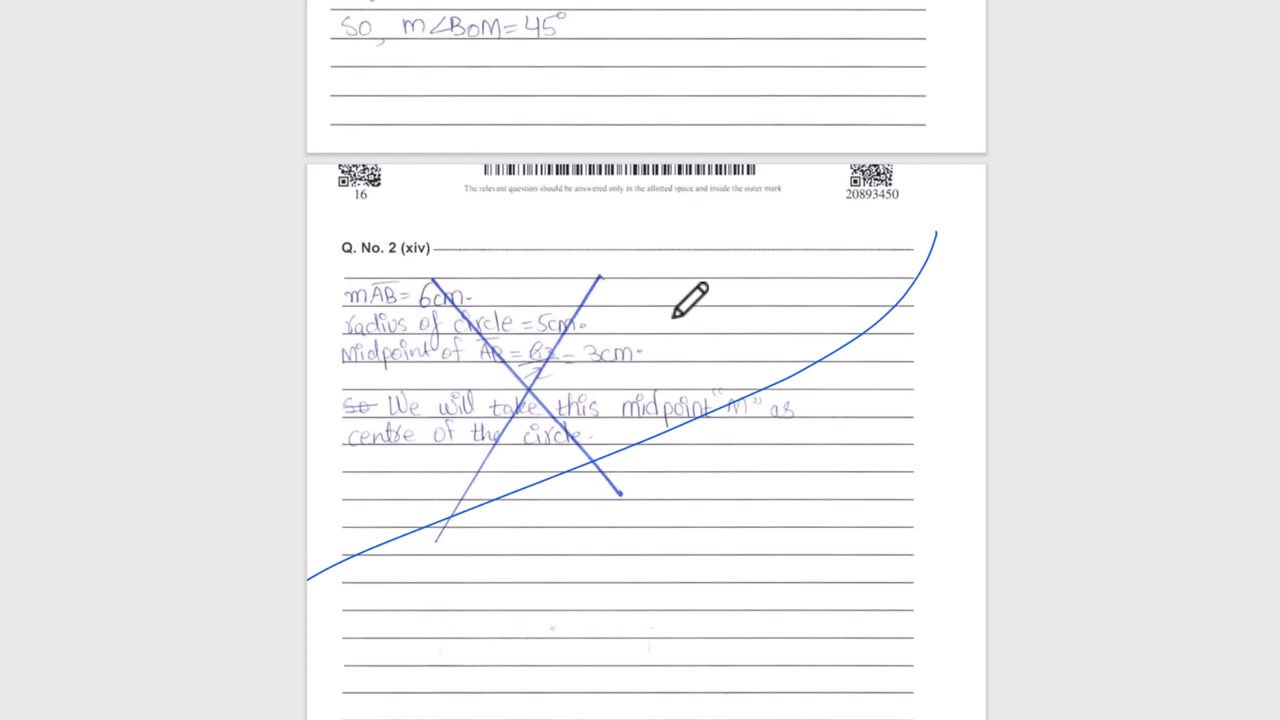 So, m∠BOM = 45°
16
The relevant question should be answered only in the allotted space and inside the outer mark
20893450
Q. No. 2 (xiv)
mAB = 6cm.
radius of circle = 5cm.
Midpoint of AB = = 3cm.
So We will take this midpoint "M" as
centre of the circle.